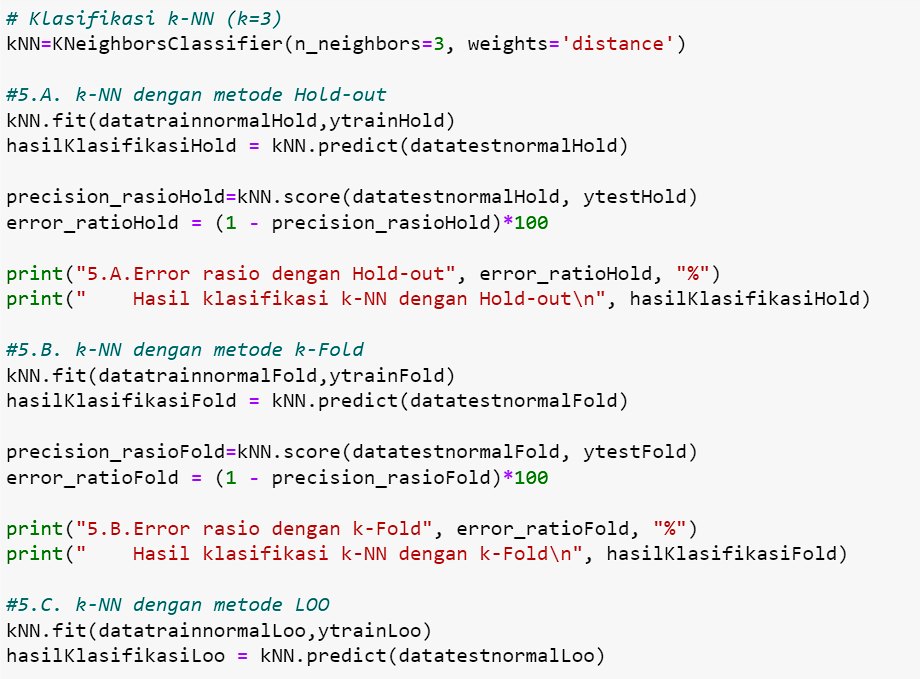 # Klasifikasi k-NN (k=3)
kNN=KNeighborsClassifier(n_neighbors=3, weights='distance')
#5.A. k-NN dengan metode Hold-out
kNN.fit(datatrainnormalHold,ytrainHold)
hasilKlasifikasiHold = kNN.predict(datatestnormalHold)
precision_rasioHold=kNN.score(datatestnormalHold, ytestHold)
error_ratioHold = (1 - precision_rasioHold)*100
print("5.A.Error rasio dengan Hold-out", error_ratioHold, "%")
print("    Hasil klasifikasi k-NN dengan Hold-out\n", hasilKlasifikasiHold)
#5.B. k-NN dengan metode k-Fold
kNN.fit(datatrainnormalFold,ytrainFold)
hasilKlasifikasiFold = kNN.predict(datatestnormalFold)
precision_rasioFold=kNN.score(datatestnormalFold, ytestFold)
error_ratioFold = (1 - precision_rasioFold)*100
print("5.B.Error rasio dengan k-Fold", error_ratioFold, "%")
print("    Hasil klasifikasi k-NN dengan k-Fold\n", hasilKlasifikasiFold)
#5.C. k-NN dengan metode LOO
kNN.fit(datatrainnormalLoo,ytrainLoo)
hasilKlasifikasiLoo = kNN.predict(datatestnormalLoo)